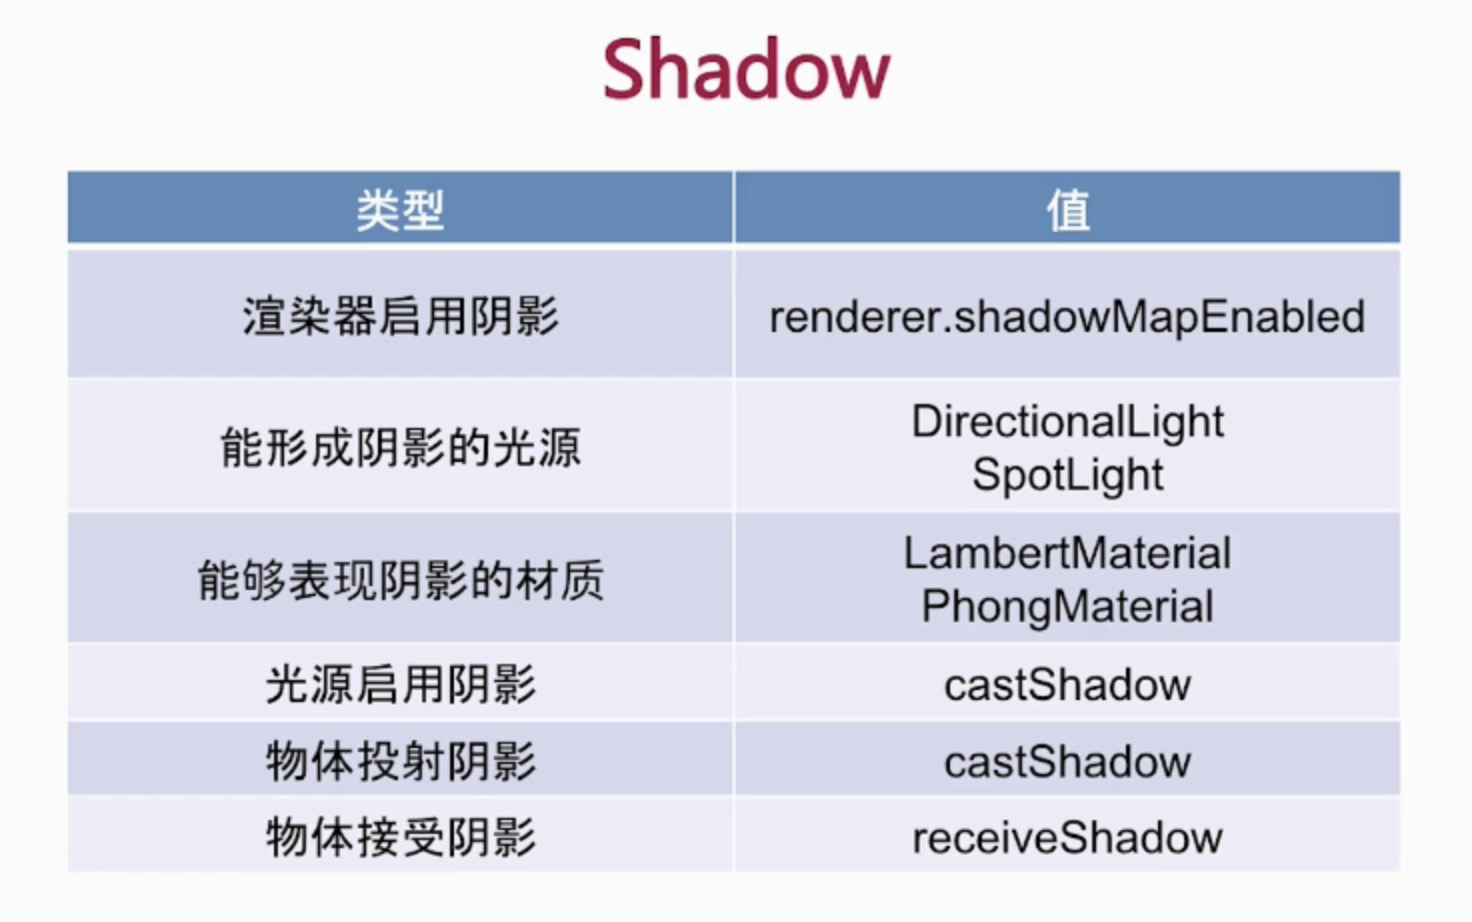 Shadow
类型
值
渲染器启用阴影
renderer.shadowMapEnabled
能形成阴影的光源
DirectionalLight
SpotLight
能够表现阴影的材质
LambertMaterial
PhongMaterial
光源启用阴影
castShadow
物体投射阴影
castShadow
物体接受阴影
receiveShadow